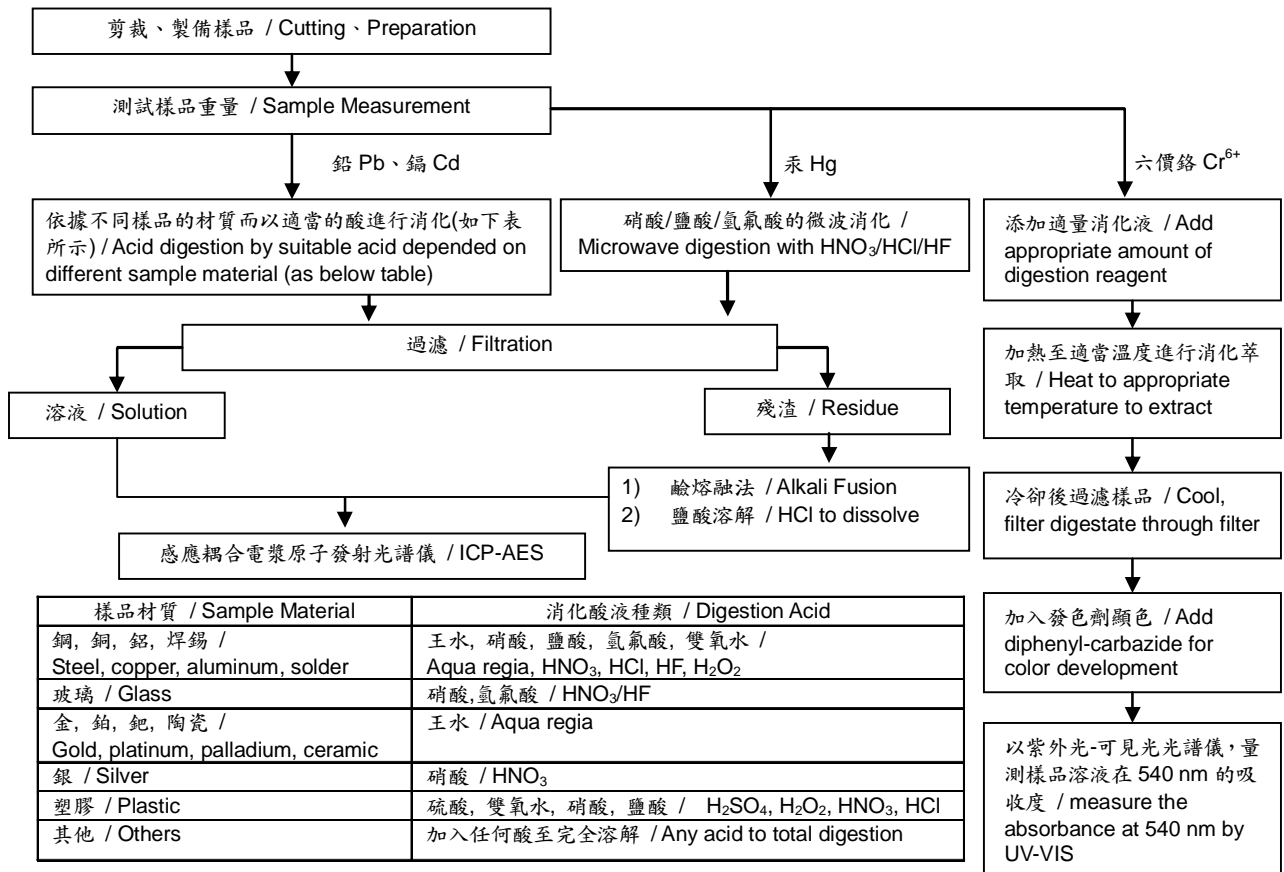 剪裁、製備樣品 / Cutting、Preparation
測試樣品重量 / Sample Measurement
鉛 Pb、鎘 Cd
汞 Hg
六價鉻 Cr⁶⁺
依據不同樣品的材質而以適當的酸進行消化(如下表
所示) / Acid digestion by suitable acid depended on
different sample material (as below table)
硝酸/鹽酸/氫氟酸的微波消化 /
Microwave digestion with HNO₃/HCl/HF
添加適量消化液 / Add
appropriate amount of
digestion reagent
過濾 / Filtration
加熱至適當溫度進行消化萃
取 / Heat to appropriate
temperature to extract
溶液 / Solution
殘渣 / Residue
1) 鹼熔融法 / Alkali Fusion
2) 鹽酸溶解 / HCl to dissolve
冷卻後過濾樣品 / Cool,
filter digestate through filter
感應耦合電漿原子發射光譜儀 / ICP-AES
加入發色劑顯色 / Add
diphenyl-carbazide for
color development
以紫外光-可見光光譜儀，量
測樣品溶液在 540 nm 的吸
收度 / measure the
absorbance at 540 nm by
UV-VIS
樣品材質 / Sample Material
消化酸液種類 / Digestion Acid
鋼, 銅, 鋁, 焊錫 /
Steel, copper, aluminum, solder
王水, 硝酸, 鹽酸, 氫氟酸, 雙氧水 /
Aqua regia, HNO₃, HCl, HF, H₂O₂
玻璃 / Glass
硝酸,氫氟酸 / HNO₃/HF
金, 鉑, 鈀, 陶瓷 /
Gold, platinum, palladium, ceramic
王水 / Aqua regia
銀 / Silver
硝酸 / HNO₃
塑膠 / Plastic
硫酸, 雙氧水, 硝酸, 鹽酸 / H₂SO₄, H₂O₂, HNO₃, HCl
其他 / Others
加入任何酸至完全溶解 / Any acid to total digestion